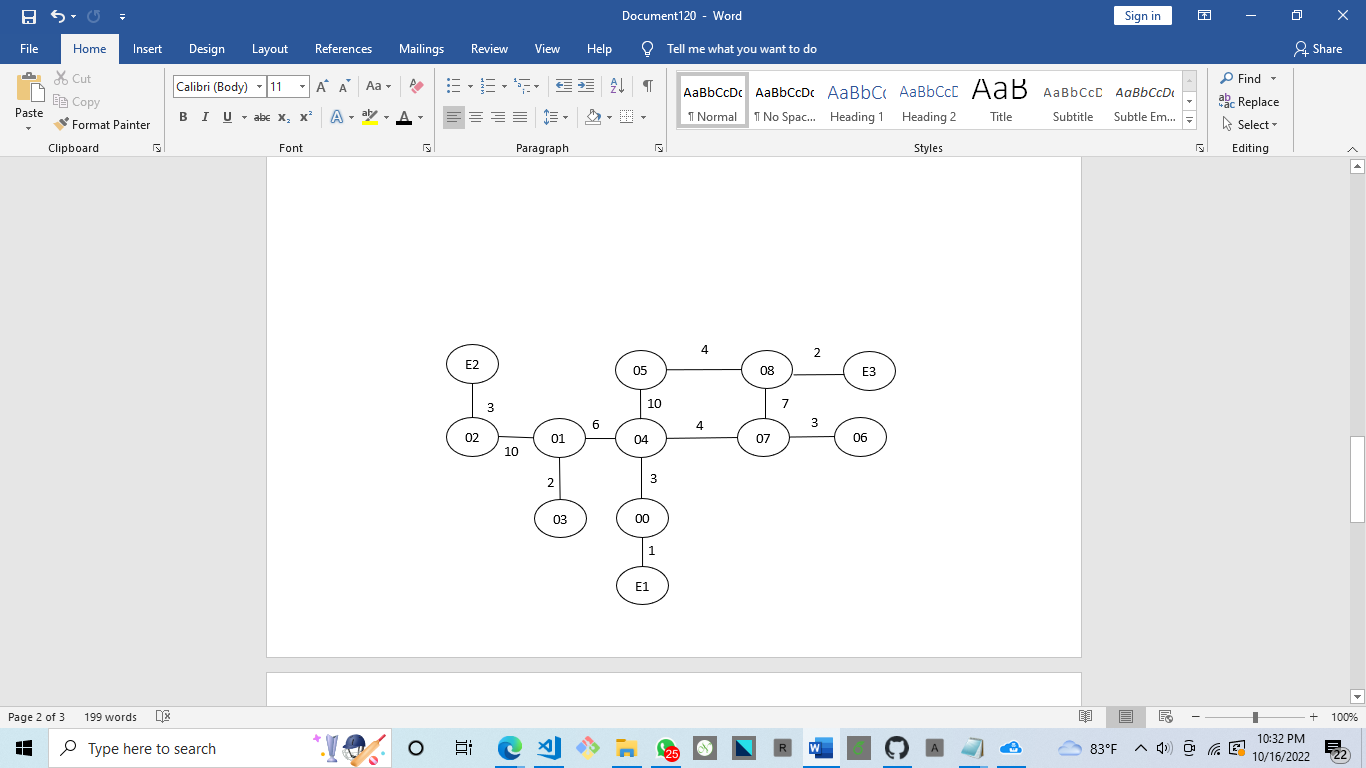 Document120 - Word
Sign in
File Home Insert Design Layout References Mailings Review View Help Tell me what you want to do Share
Paste
Cut
Copy
Format Painter
Clipboard
Calibri (Body) 11
Font
Paragraph
AaBbCcDc AaBbCcDc AaBbCc AaBbCcD AaB AaBbCcD AaBbCcDc
¶ Normal ¶ No Spac... Heading 1 Heading 2 Title Subtitle Subtle Em...
Styles
Find
Replace
Select
Editing
4 2
E2 05 08 E3
3 10 7
6 4 3
02 01 04 07 06
10
2 3
03 00
1
E1
Page 2 of 3 199 words 100%
Type here to search
25
83°F
10:32 PM
10/16/2022
22